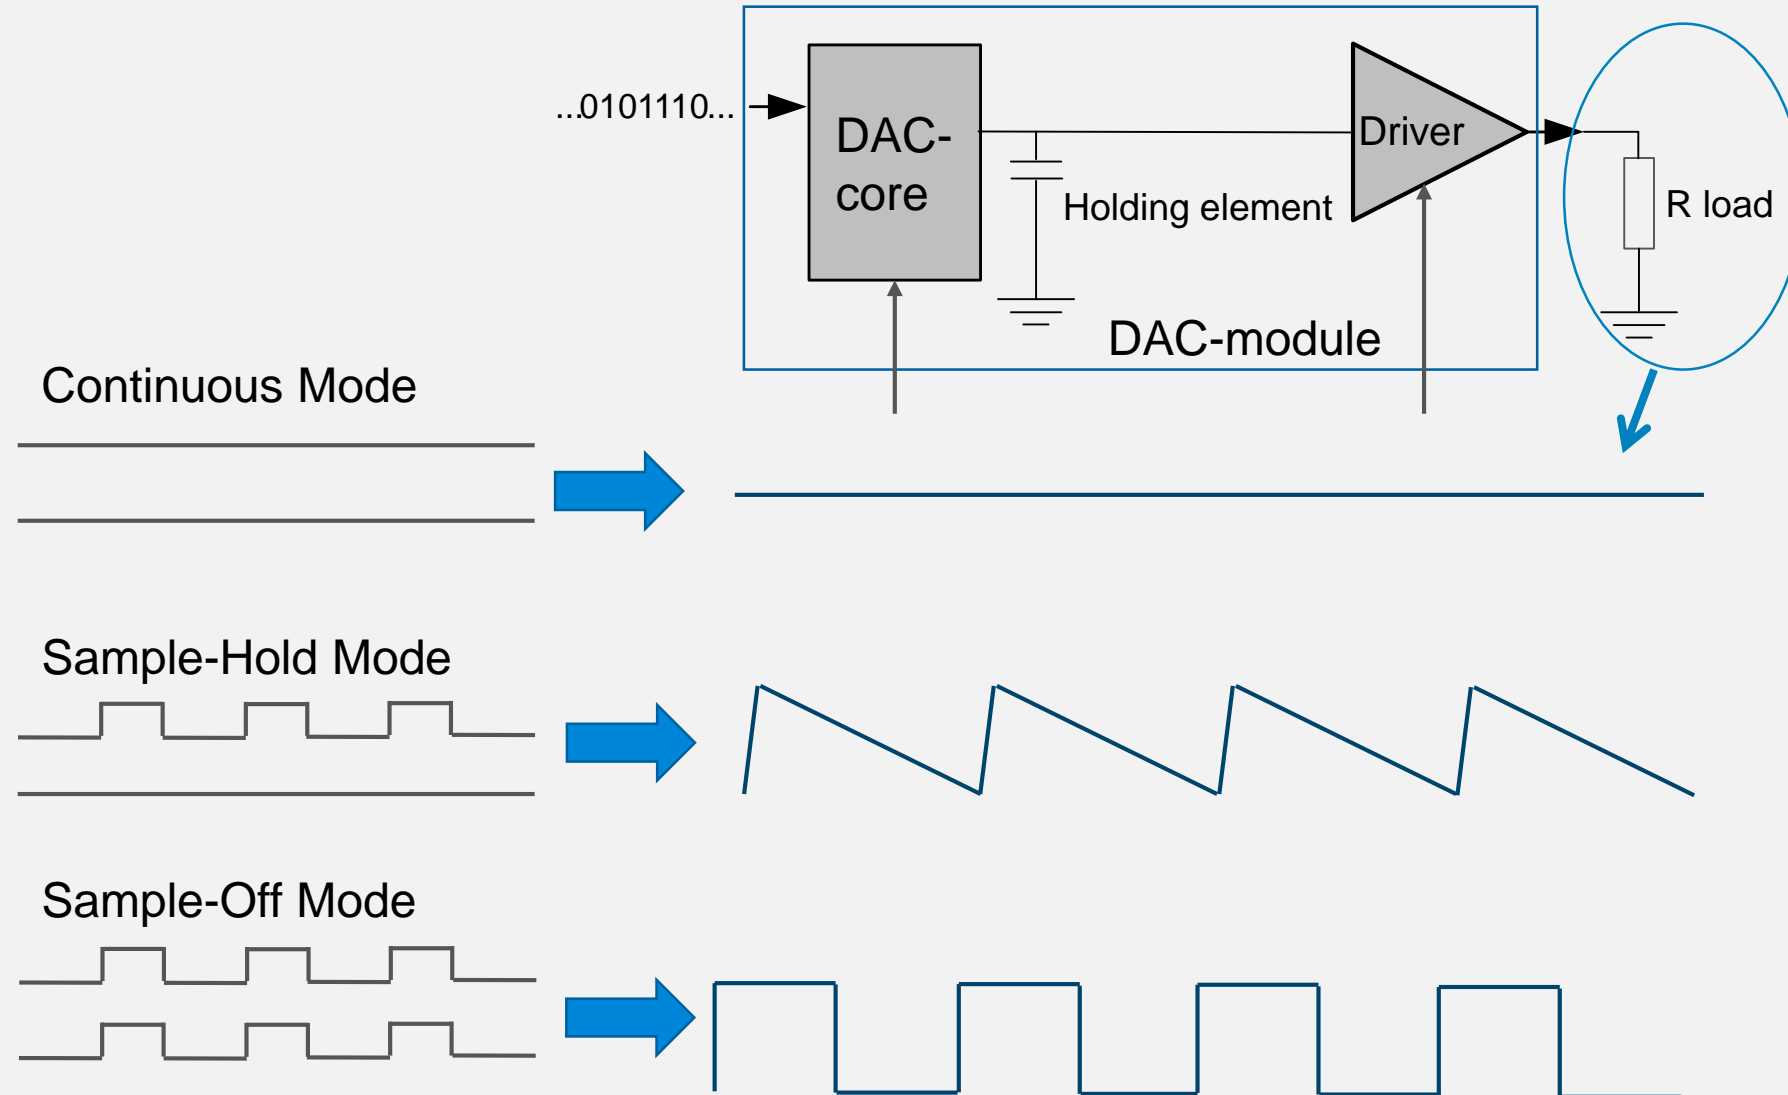 ...0101110...
DAC-
core
Driver
Holding element
R load
DAC-module
Continuous Mode
Sample-Hold Mode
Sample-Off Mode